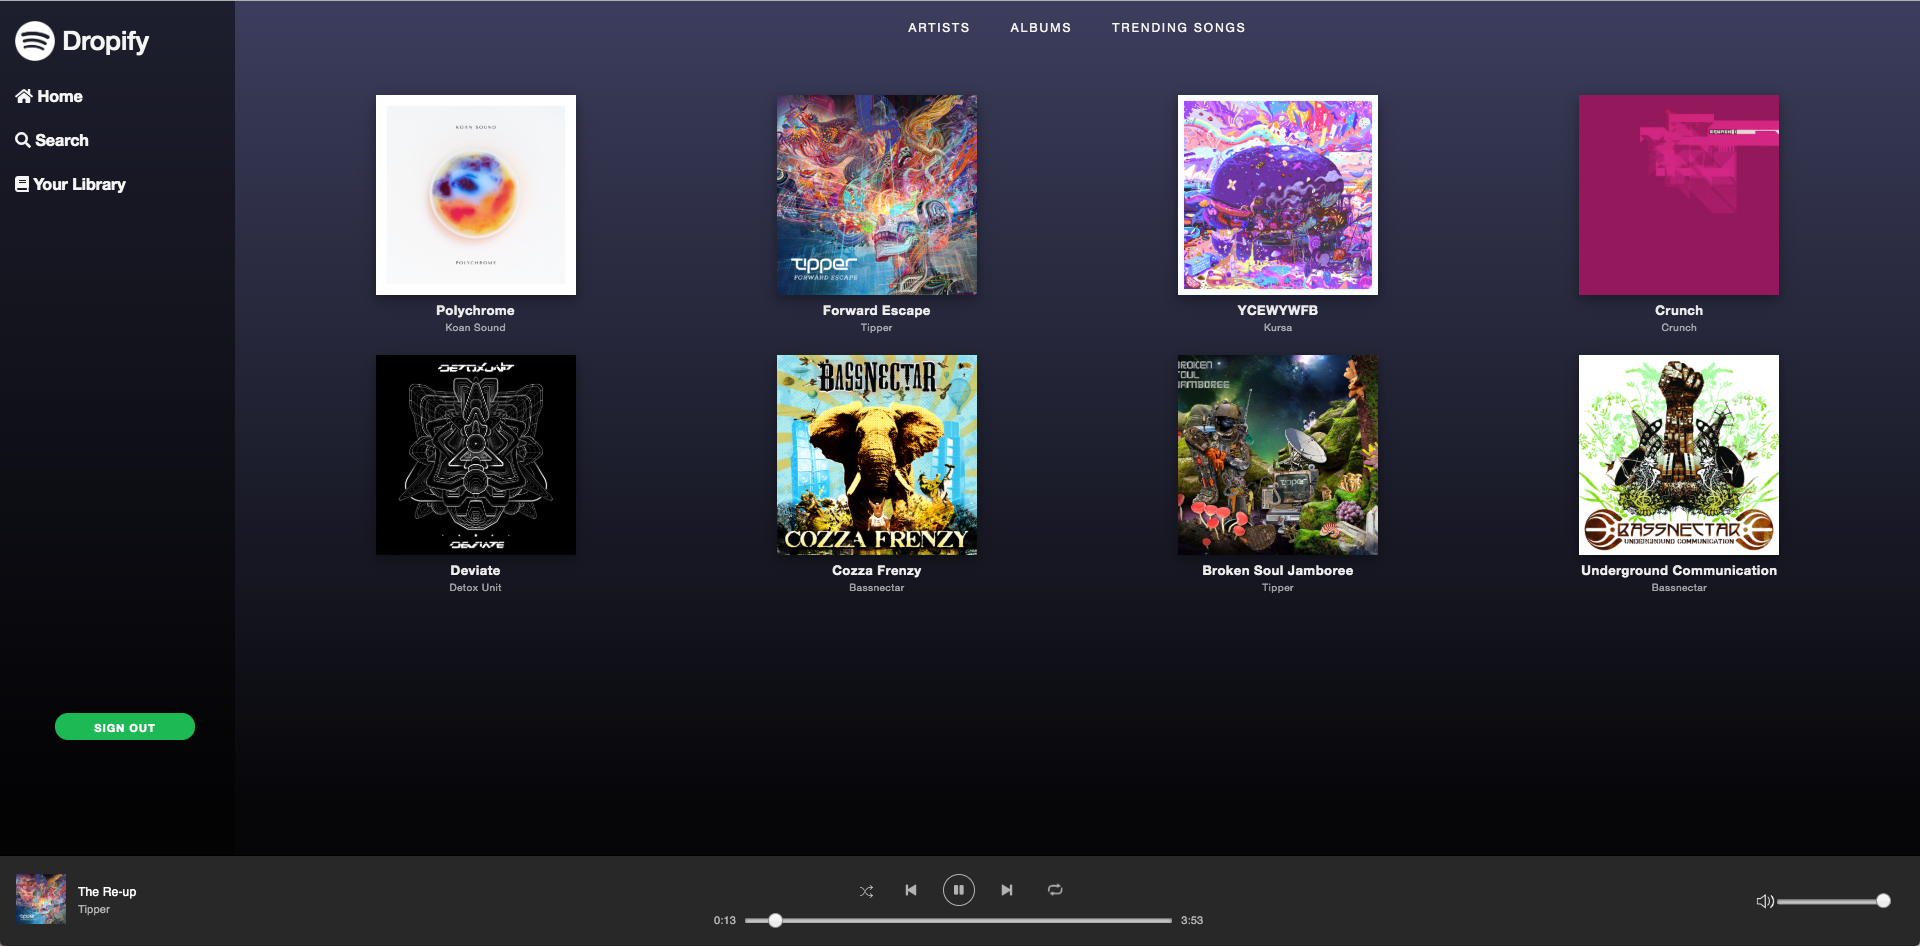 Dropify
Home
Search
Your Library
SIGN OUT
ARTISTS ALBUMS TRENDING SONGS
KOAN SOUND
POLYCHROME
Polychrome
Koan Sound
tipper
FORWARD ESCAPE
Forward Escape
Tipper
YCEWYWFB
Kursa
CRUNCH
Crunch
Crunch
DETOX UNIT
DEVIATE
Deviate
Detox Unit
BASSNECTAR
COZZA FRENZY
Cozza Frenzy
Bassnectar
BROKEN
SOUL
JAMBOREE
tipper
Broken Soul Jamboree
Tipper
BASSNECTAR
UNDERGROUND COMMUNICATION
Underground Communication
Bassnectar
The Re-up
Tipper
0:13 3:53